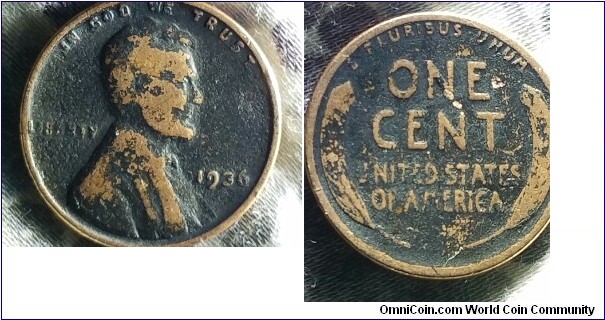 IN GOD WE TRUST
LIBERTY
1936
E PLURIBUS UNUM
ONE
CENT
UNITED STATES
OF AMERICA
OmniCoin.com World Coin Community